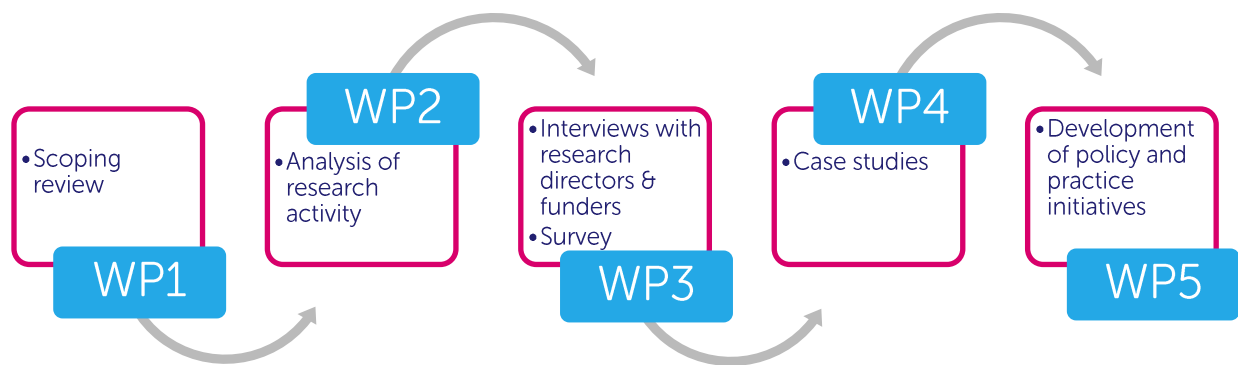 •Scoping
review
WP1
WP2
•Analysis of
research
activity
•Interviews with
research
directors &
funders
•Survey
WP3
WP4
•Case studies
•Development
of policy and
practice
initiatives
WP5